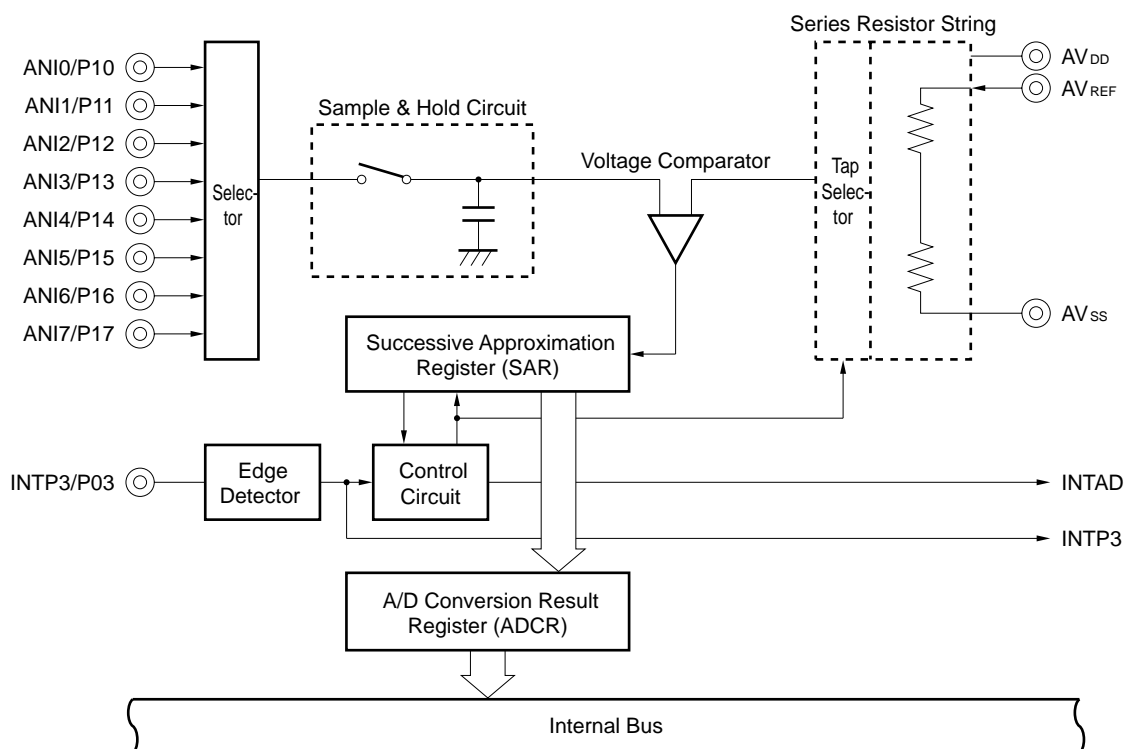 Series Resistor String
ANI0/P10
ANI1/P11
ANI2/P12
ANI3/P13
ANI4/P14
ANI5/P15
ANI6/P16
ANI7/P17
Selec-
tor
Sample & Hold Circuit
Voltage Comparator
Tap
Selec-
tor
AVDD
AVREF
AVSS
Successive Approximation
Register (SAR)
INTP3/P03
Edge
Detector
Control
Circuit
INTAD
INTP3
A/D Conversion Result
Register (ADCR)
Internal Bus